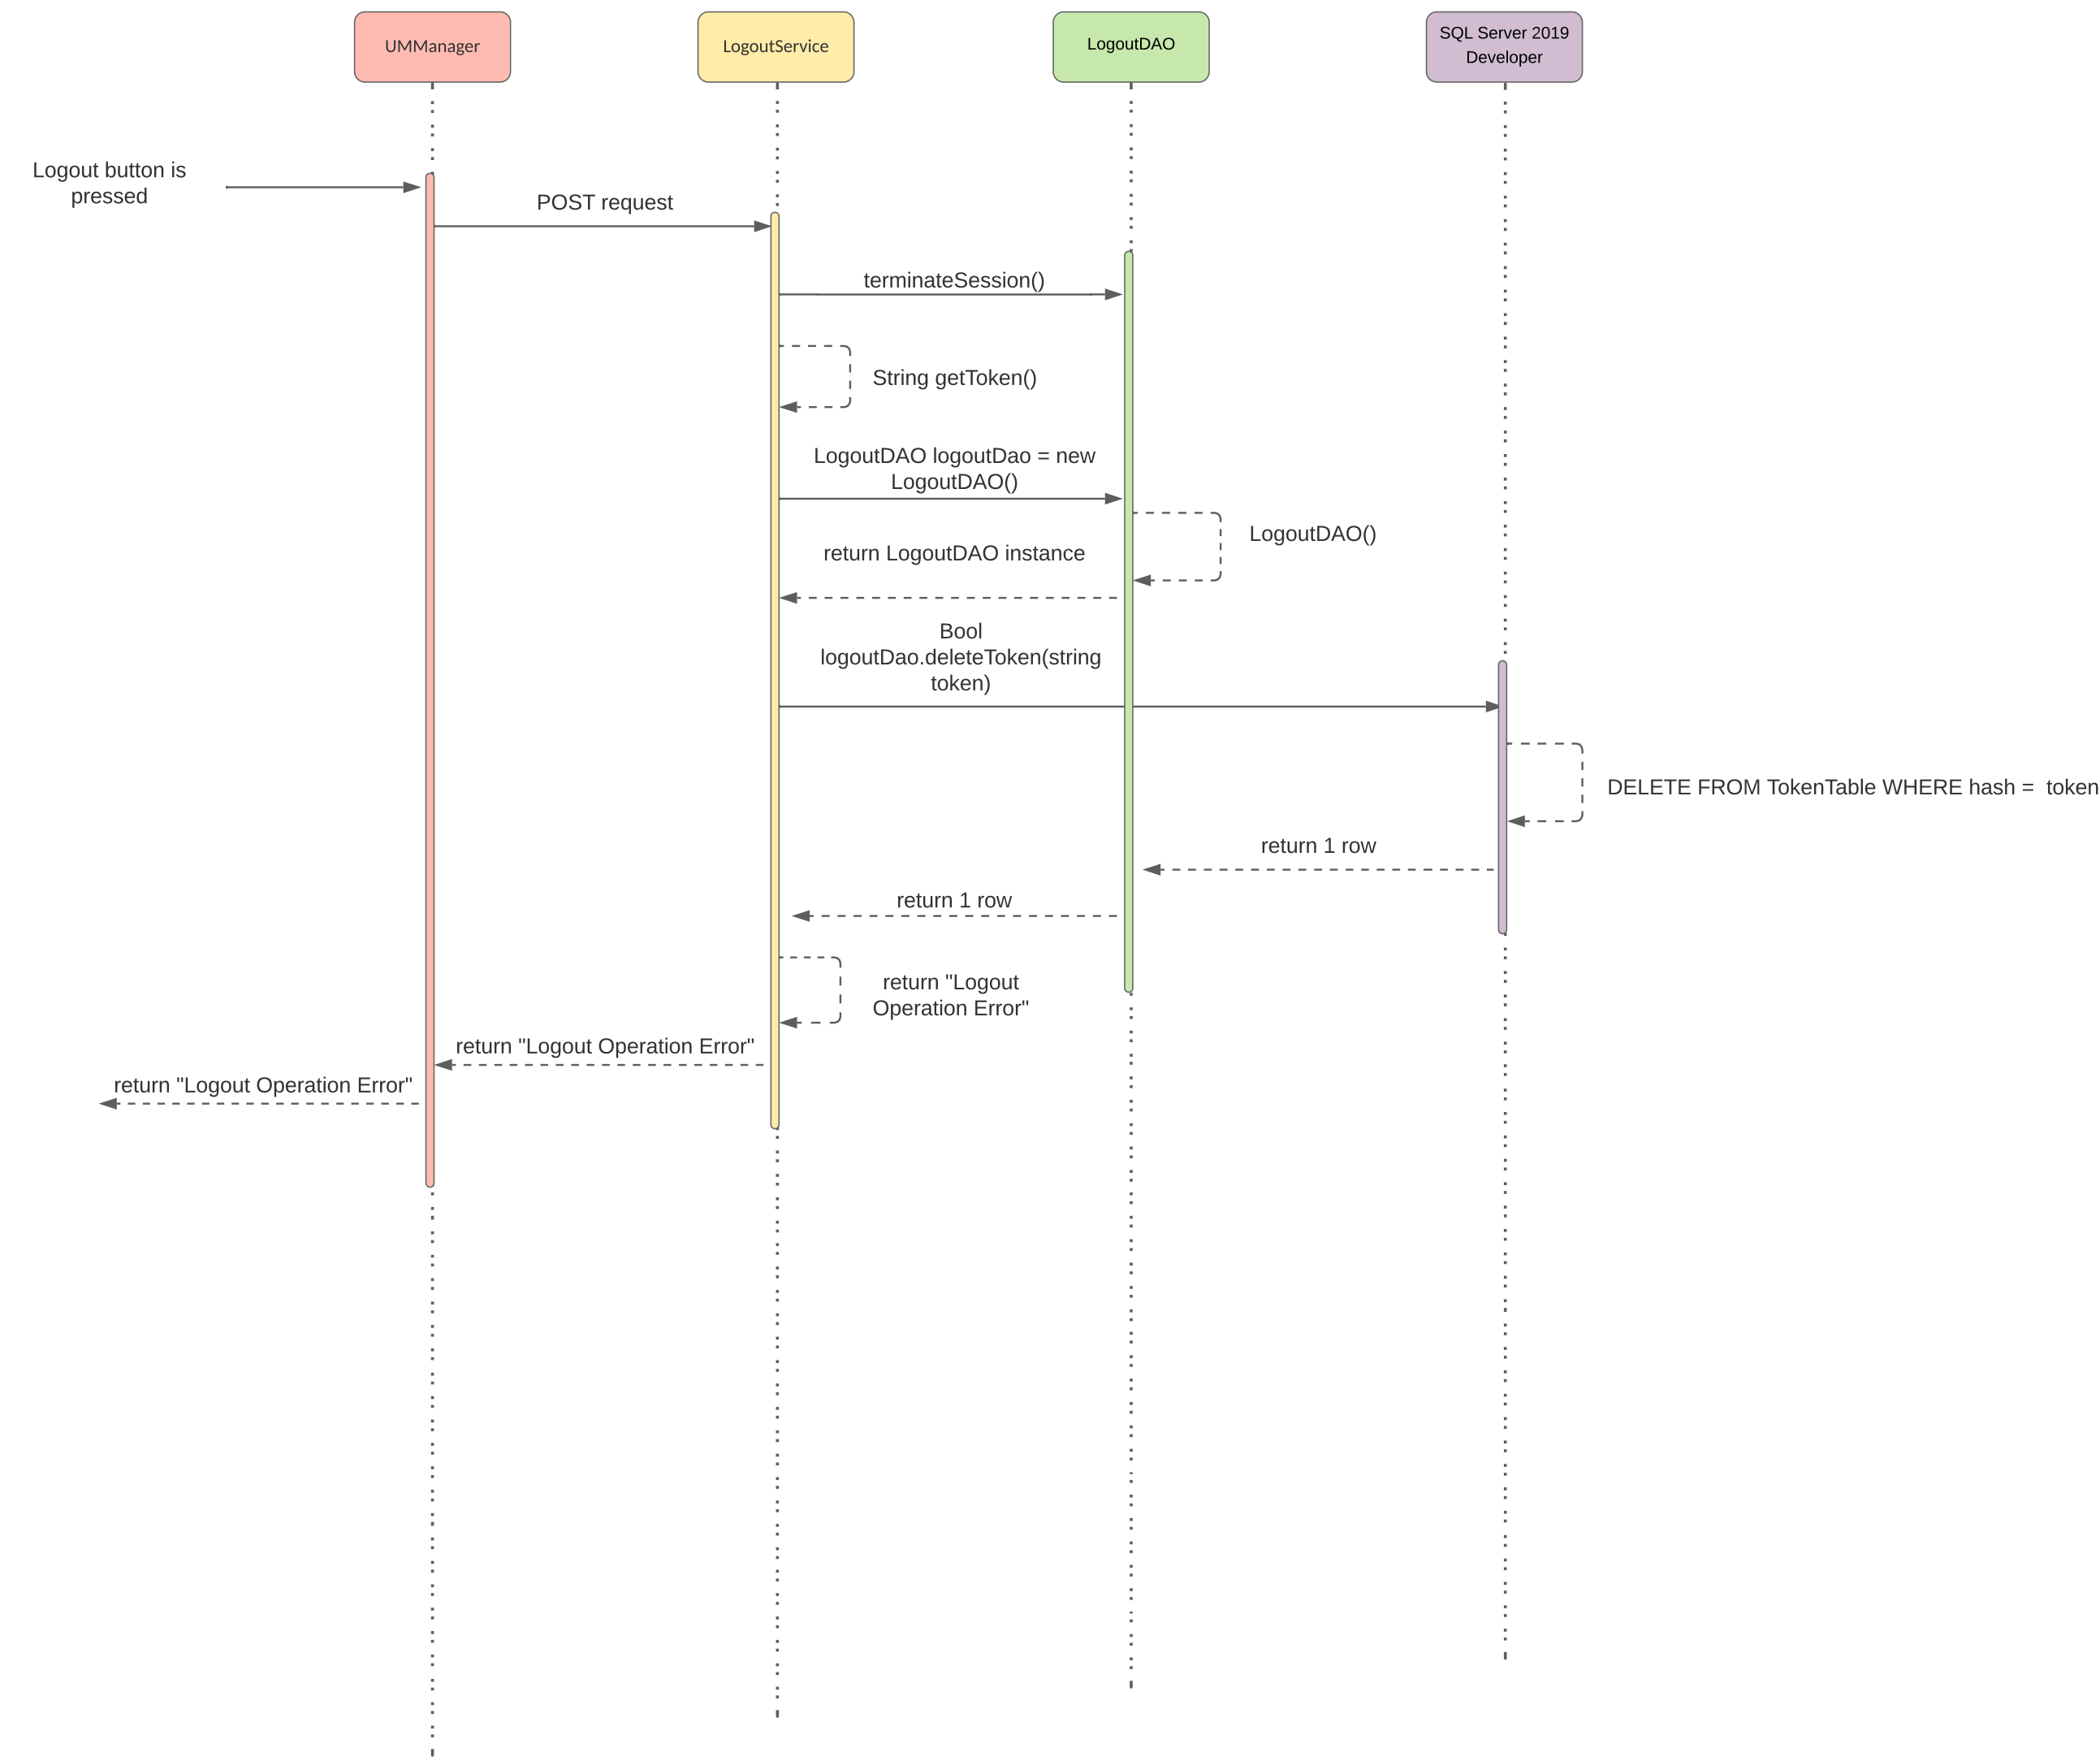 UMManager
LogoutService
LogoutDAO
SQL Server 2019
Developer
Logout button is
pressed
POST request
terminateSession()
String getToken()
LogoutDAO logoutDao = new
LogoutDAO()
LogoutDAO()
return LogoutDAO instance
Bool
logoutDao.deleteToken(string
token)
DELETE FROM TokenTable WHERE hash =  token
return 1 row
return 1 row
return "Logout
Operation Error"
return "Logout Operation Error"
return "Logout Operation Error"